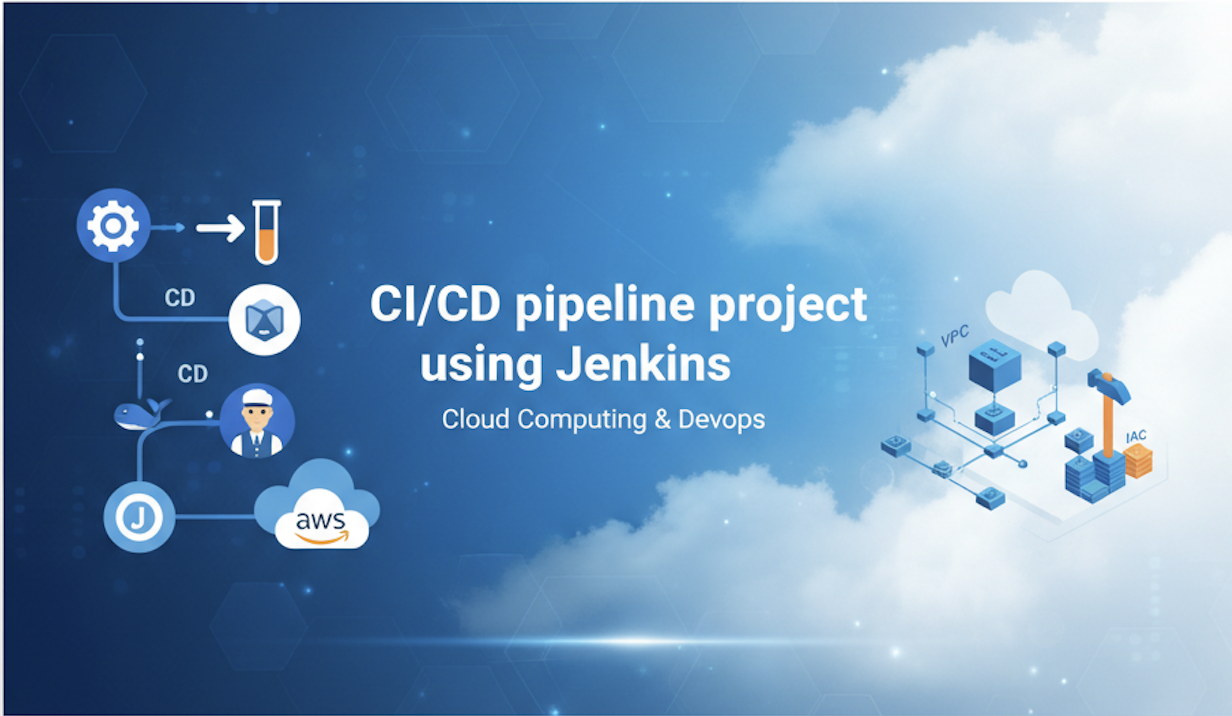 CD
CD
J
aws
CI/CD pipeline project
using Jenkins
Cloud Computing & Devops
VPC
IAC